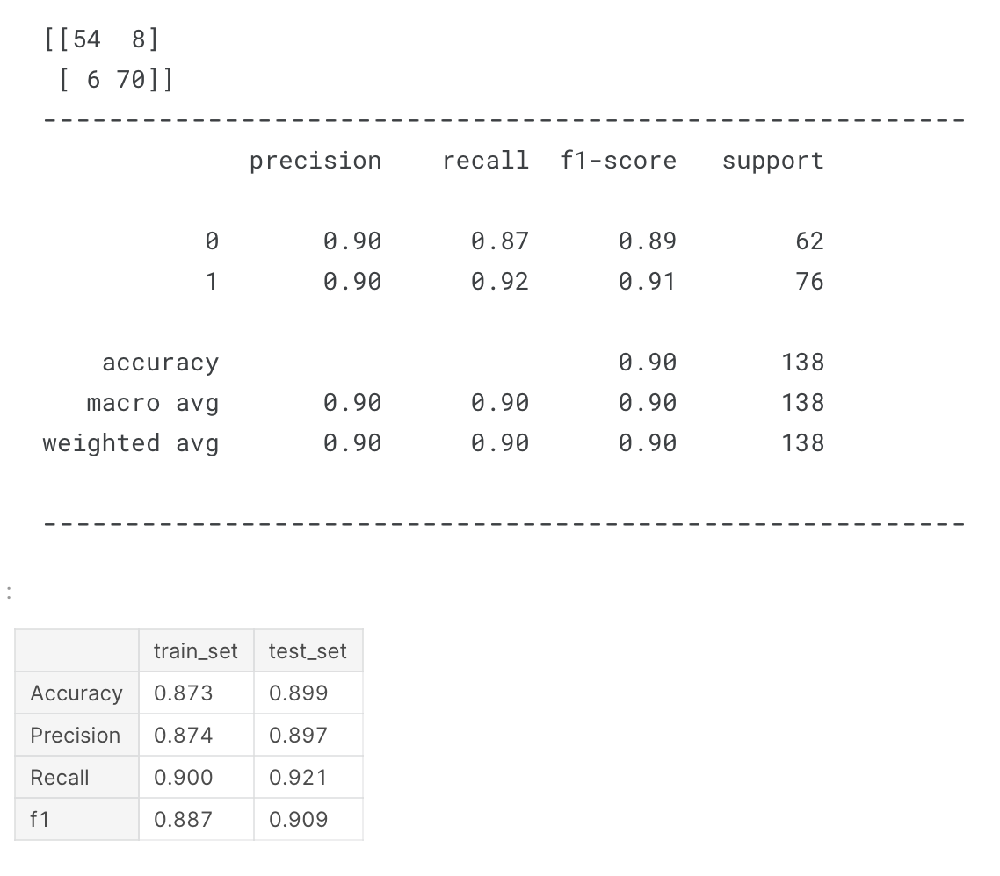 [[54  8]
 [ 6 70]]
---------------------------------------------------------
precision recall f1-score support
0 0.90 0.87 0.89 62
1 0.90 0.92 0.91 76
accuracy 0.90 138
macro avg 0.90 0.90 0.90 138
weighted avg 0.90 0.90 0.90 138
---------------------------------------------------------
:
train_set test_set
Accuracy 0.873 0.899
Precision 0.874 0.897
Recall 0.900 0.921
f1 0.887 0.909